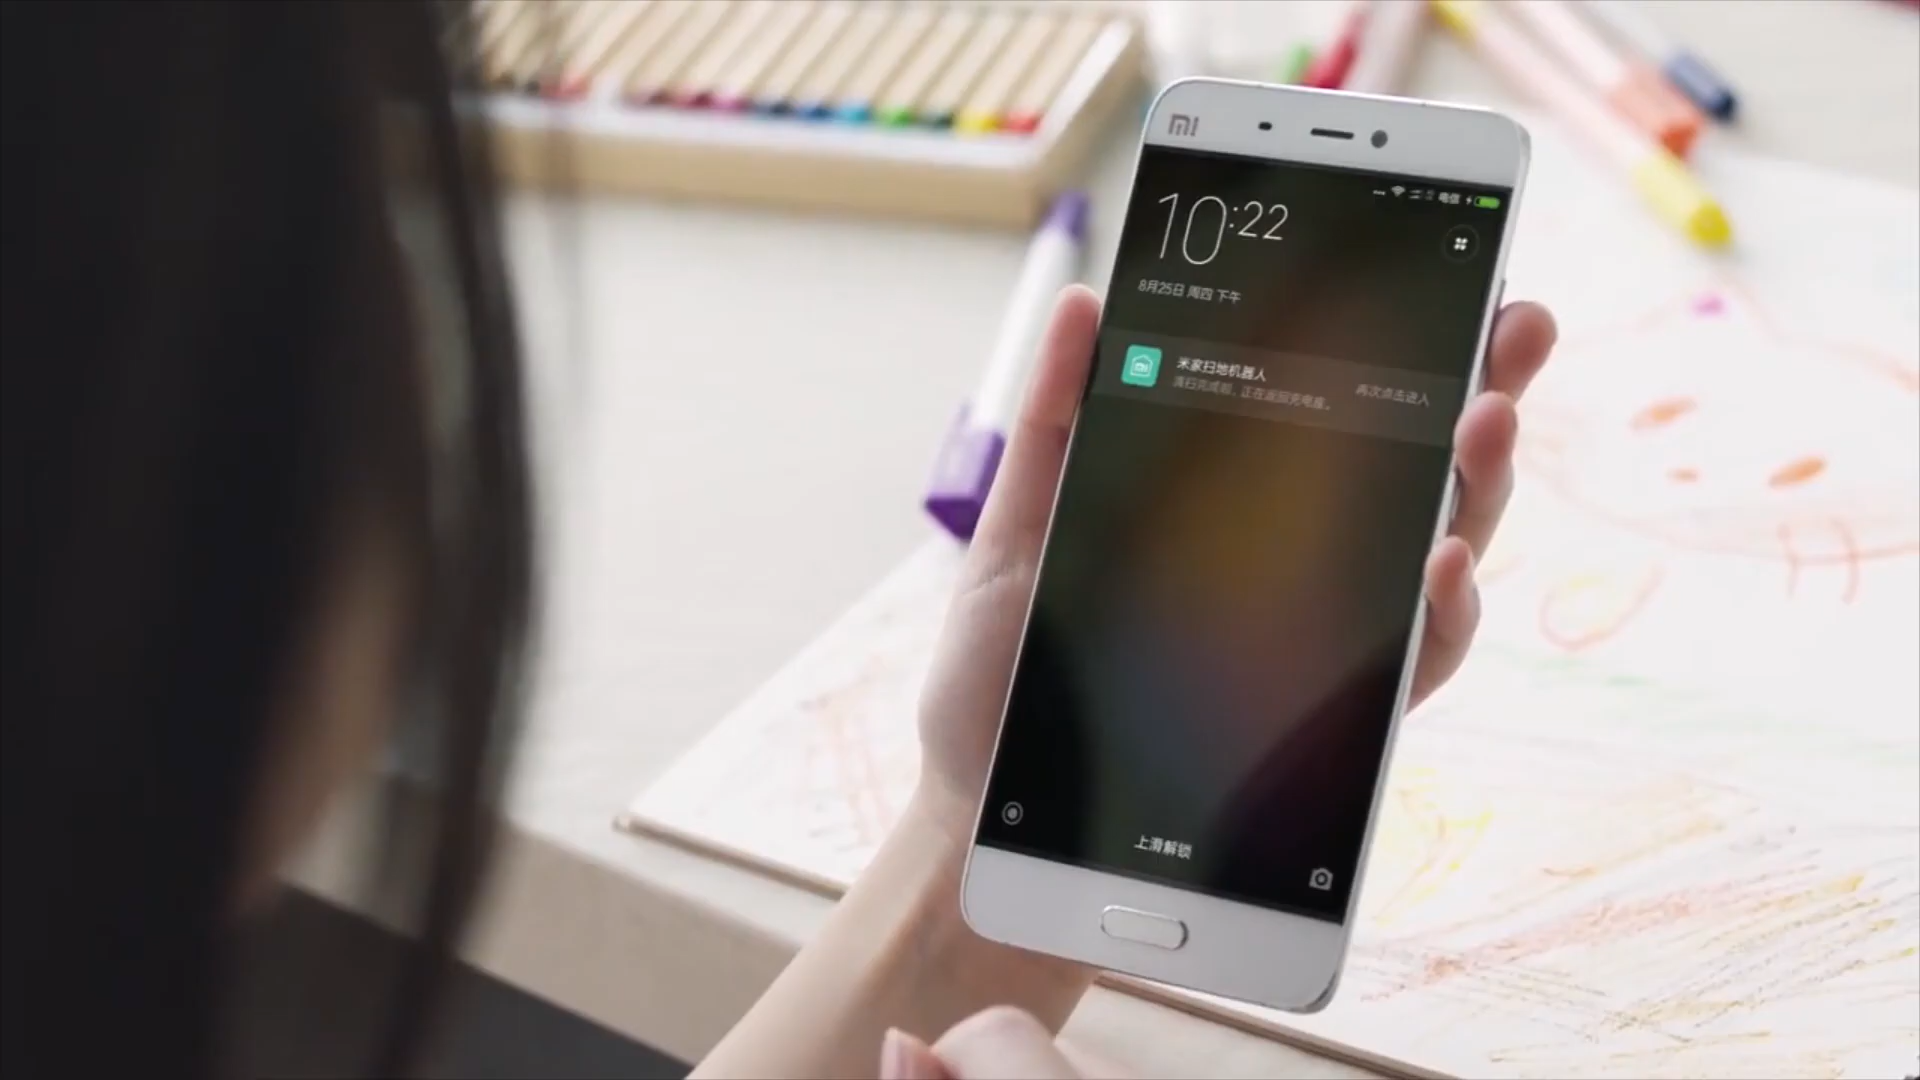 MI
电信
10:22
8月25日 周四 下午
米家扫地机器人
清扫完成啦，正在返回充电座。
再次点击进入
上滑解锁